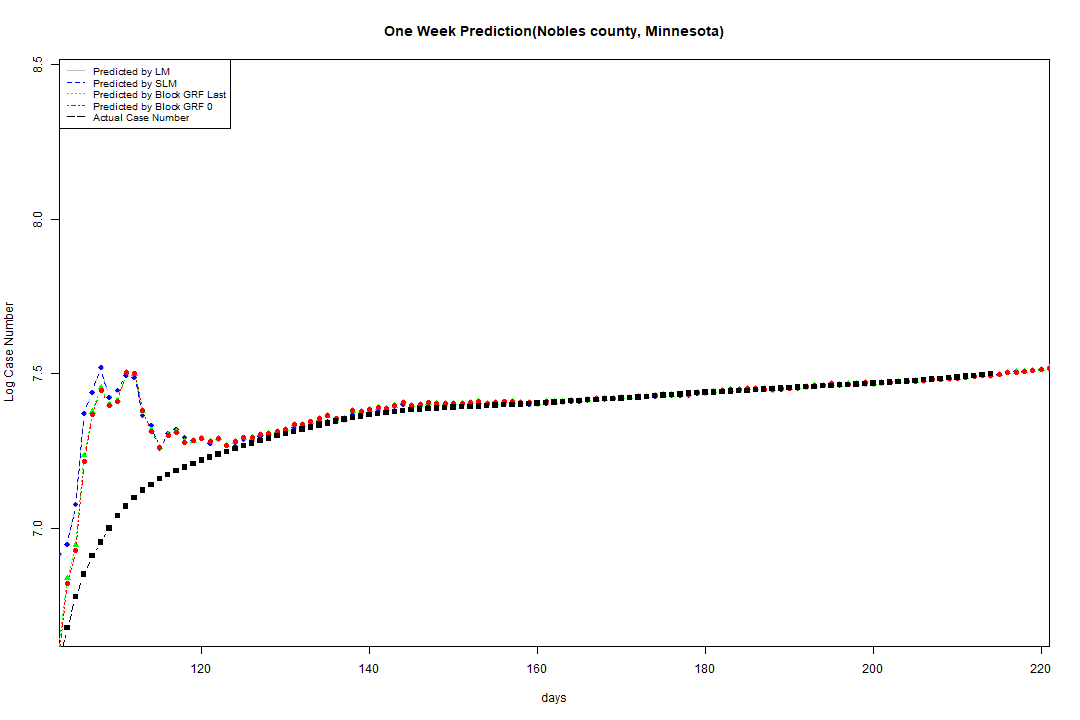 One Week Prediction(Nobles county, Minnesota)
Predicted by LM
Predicted by SLM
Predicted by Block GRF Last
Predicted by Block GRF 0
Actual Case Number
8.5
8.0
7.5
7.0
Log Case Number
120 140 160 180 200 220
days